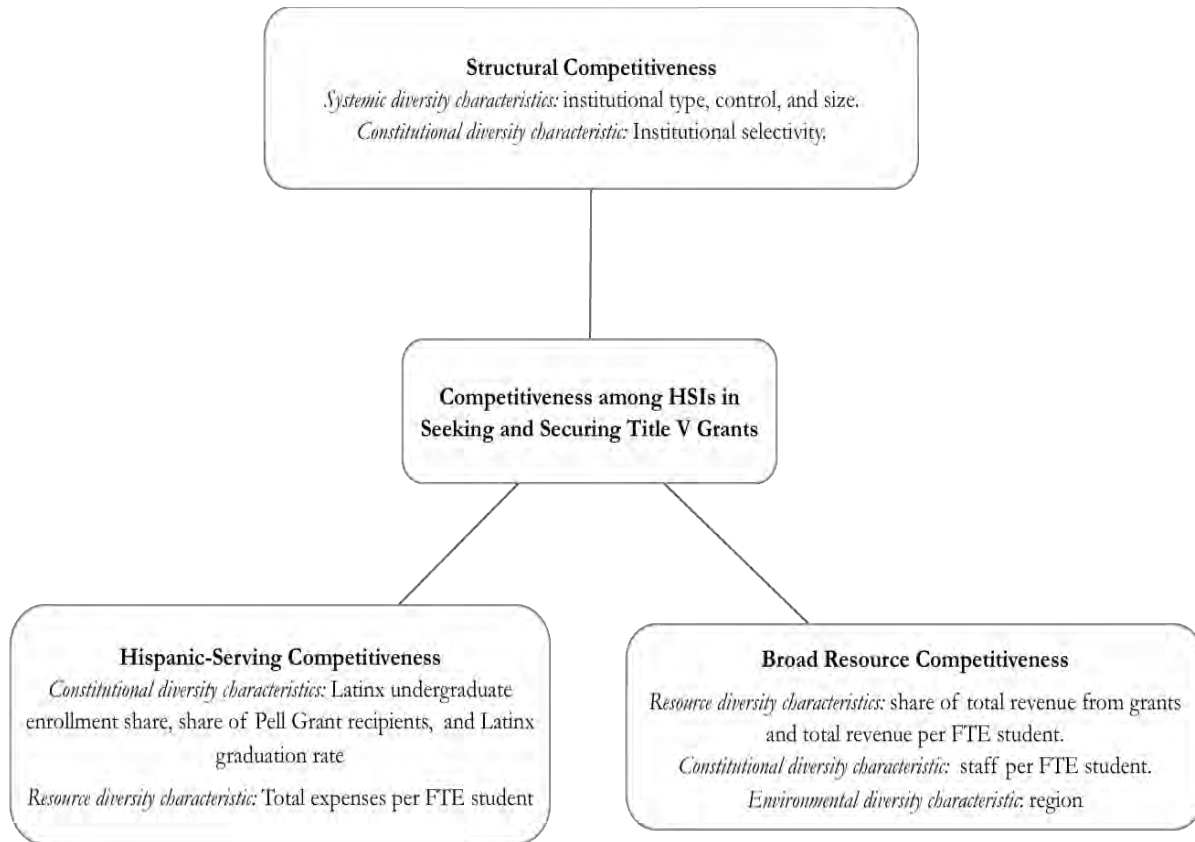 Structural Competitiveness
Systemic diversity characteristics: institutional type, control, and size.
Constitutional diversity characteristic: Institutional selectivity.
Competitiveness among HSIs in
Seeking and Securing Title V Grants
Hispanic-Serving Competitiveness
Constitutional diversity characteristics: Latinx undergraduate
enrollment share, share of Pell Grant recipients, and Latinx
graduation rate
Resource diversity characteristic: Total expenses per FTE student
Broad Resource Competitiveness
Resource diversity characteristics: share of total revenue from grants
and total revenue per FTE student.
Constitutional diversity characteristic: staff per FTE student.
Environmental diversity characteristic: region